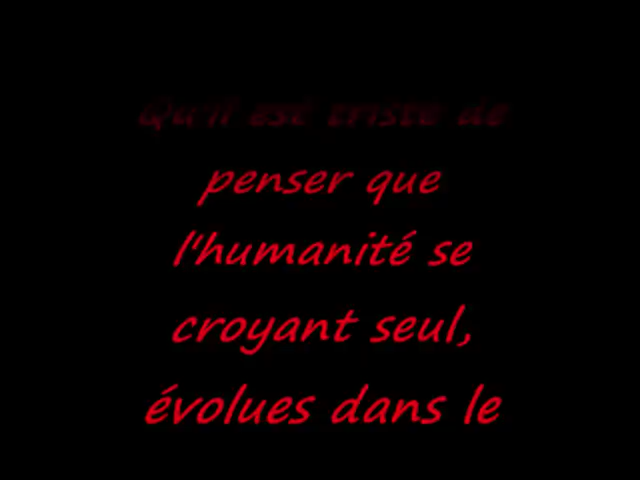 Qu'il est triste de
penser que
l'humanité se
croyant seul,
évolues dans le